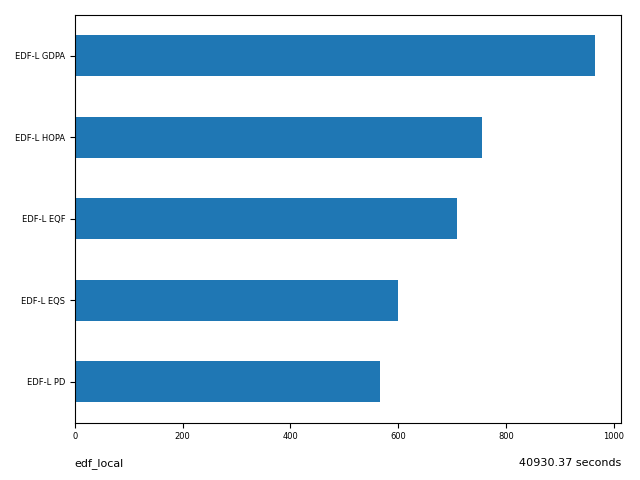 EDF-L GDPA
EDF-L HOPA
EDF-L EQF
EDF-L EQS
EDF-L PD
0 200 400 600 800 1000
edf_local 40930.37 seconds